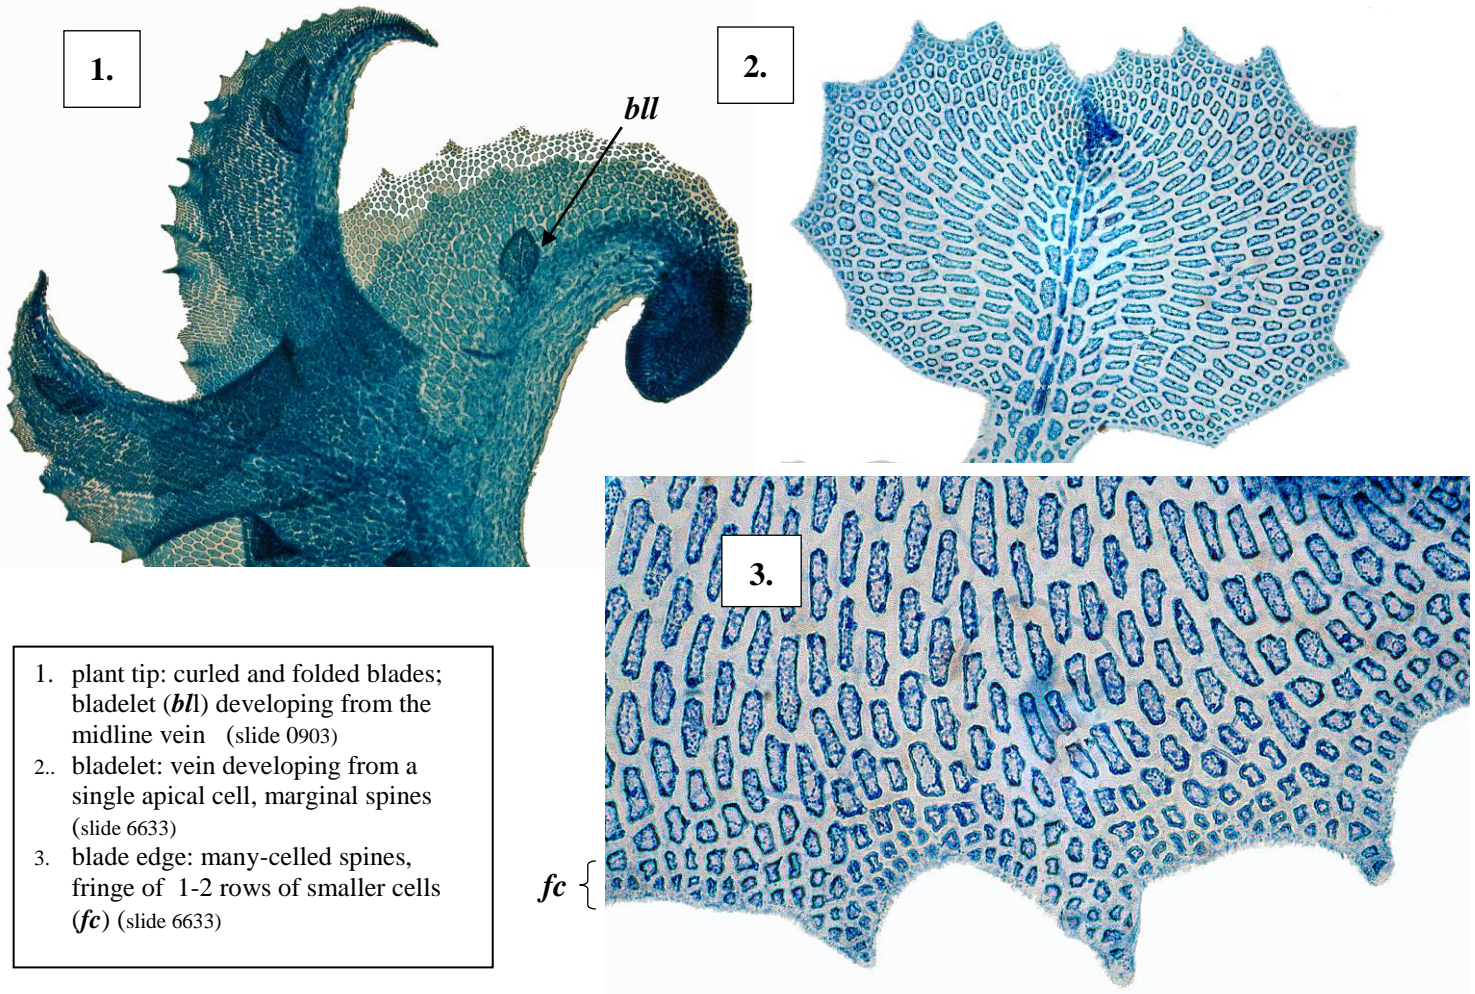 1.
2.
bll
3.
1. plant tip: curled and folded blades;
bladelet (bll) developing from the
midline vein (slide 0903)
2.. bladelet: vein developing from a
single apical cell, marginal spines
(slide 6633)
3. blade edge: many-celled spines,
fringe of 1-2 rows of smaller cells
(fc) (slide 6633)
fc {